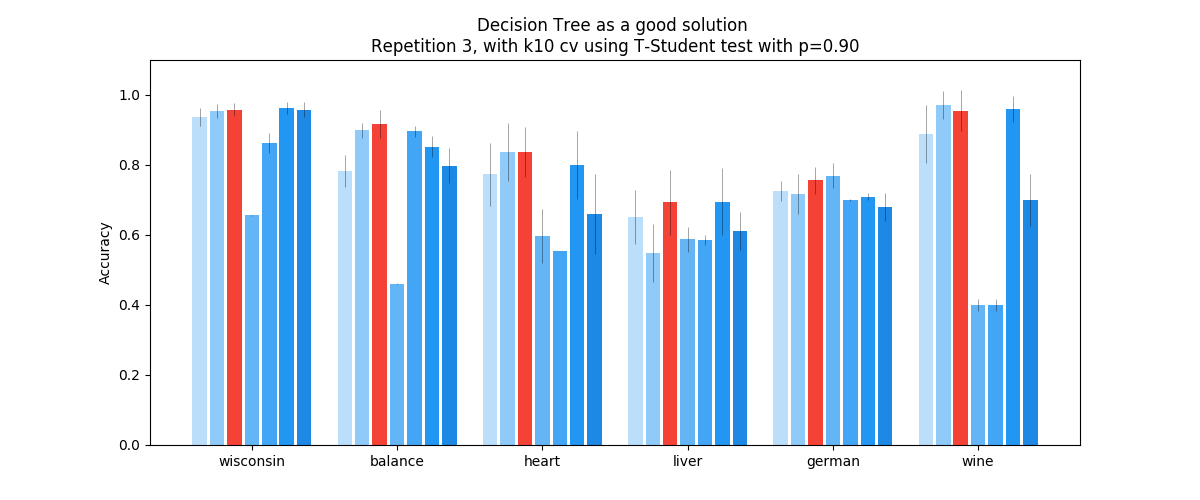 Decision Tree as a good solution
Repetition 3, with k10 cv using T-Student test with p=0.90
1.0
0.8
0.6
0.4
0.2
0.0
Accuracy
wisconsin
balance
heart
liver
german
wine